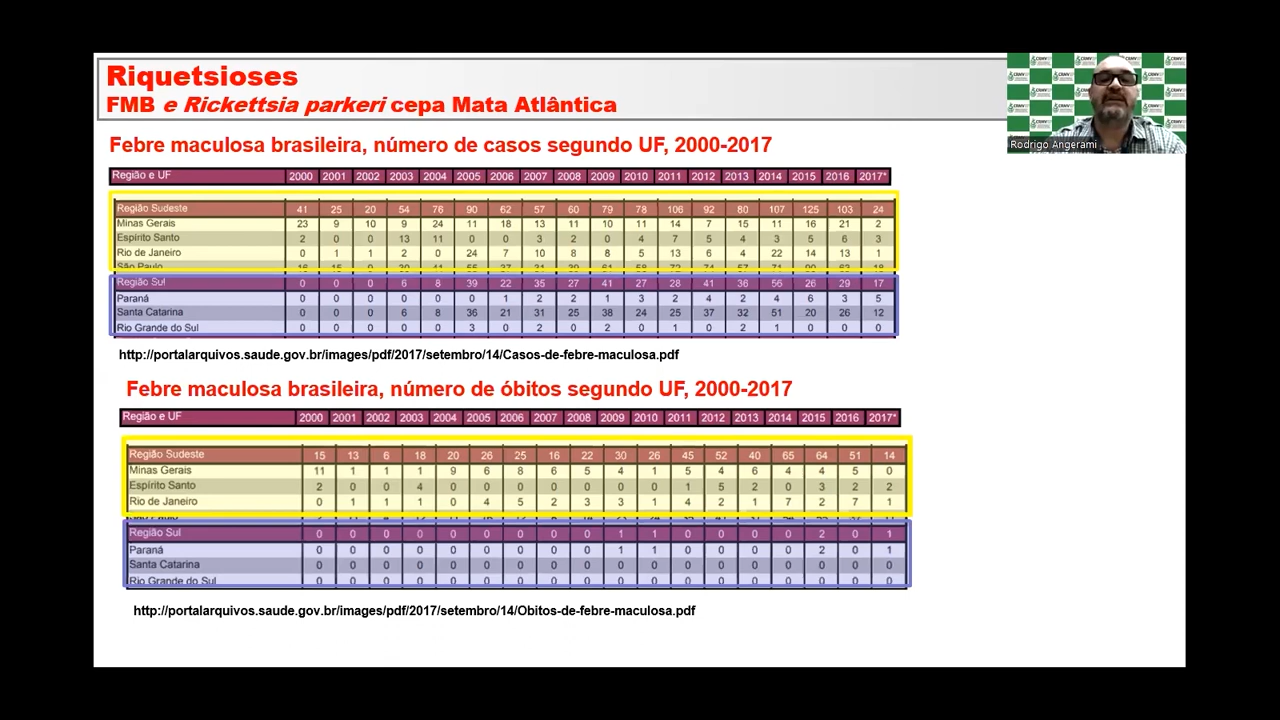 Riquetsioses
FMB e Rickettsia parkeri cepa Mata Atlântica
Rodrigo Angerami
Febre maculosa brasileira, número de casos segundo UF, 2000-2017
Região e UF 2000 2001 2002 2003 2004 2005 2006 2007 2008 2009 2010 2011 2012 2013 2014 2015 2016 2017*
Região Sudeste 41 25 20 54 76 90 62 57 60 79 78 106 92 80 107 125 103 24
Minas Gerais 23 9 10 9 24 11 18 13 11 10 11 14 7 15 11 16 21 2
Espírito Santo 2 0 0 13 11 0 0 3 2 0 4 7 5 4 3 5 6 3
Rio de Janeiro 0 1 1 2 0 24 7 10 8 8 5 13 6 4 22 14 13 1
São Paulo
Região Sul 0 0 0 6 8 39 22 35 27 41 27 28 41 36 56 26 29 17
Paraná 0 0 0 0 0 0 1 2 2 1 3 2 4 2 4 6 3 5
Santa Catarina 0 0 0 6 8 36 21 31 25 38 24 25 37 32 51 20 26 12
Rio Grande do Sul 0 0 0 0 0 3 0 2 0 2 0 1 0 2 1 0 0 0
http://portalarquivos.saude.gov.br/images/pdf/2017/setembro/14/Casos-de-febre-maculosa.pdf
Febre maculosa brasileira, número de óbitos segundo UF, 2000-2017
Região e UF 2000 2001 2002 2003 2004 2005 2006 2007 2008 2009 2010 2011 2012 2013 2014 2015 2016 2017*
Região Sudeste 15 13 6 18 20 26 25 16 22 30 26 45 52 40 65 64 51 14
Minas Gerais 11 1 1 1 9 6 8 6 5 4 1 5 4 6 4 4 5 0
Espírito Santo 2 0 0 4 0 0 0 0 0 0 0 1 5 2 0 3 2 2
Rio de Janeiro 0 1 1 1 0 4 5 2 3 3 1 4 2 1 7 2 7 1
Região Sul 0 0 0 0 0 0 0 0 0 1 1 0 0 0 0 2 0 1
Paraná 0 0 0 0 0 0 0 0 0 1 1 0 0 0 0 2 0 1
Santa Catarina 0 0 0 0 0 0 0 0 0 0 0 0 0 0 0 0 0 0
Rio Grande do Sul 0 0 0 0 0 0 0 0 0 0 0 0 0 0 0 0 0 0
http://portalarquivos.saude.gov.br/images/pdf/2017/setembro/14/Obitos-de-febre-maculosa.pdf